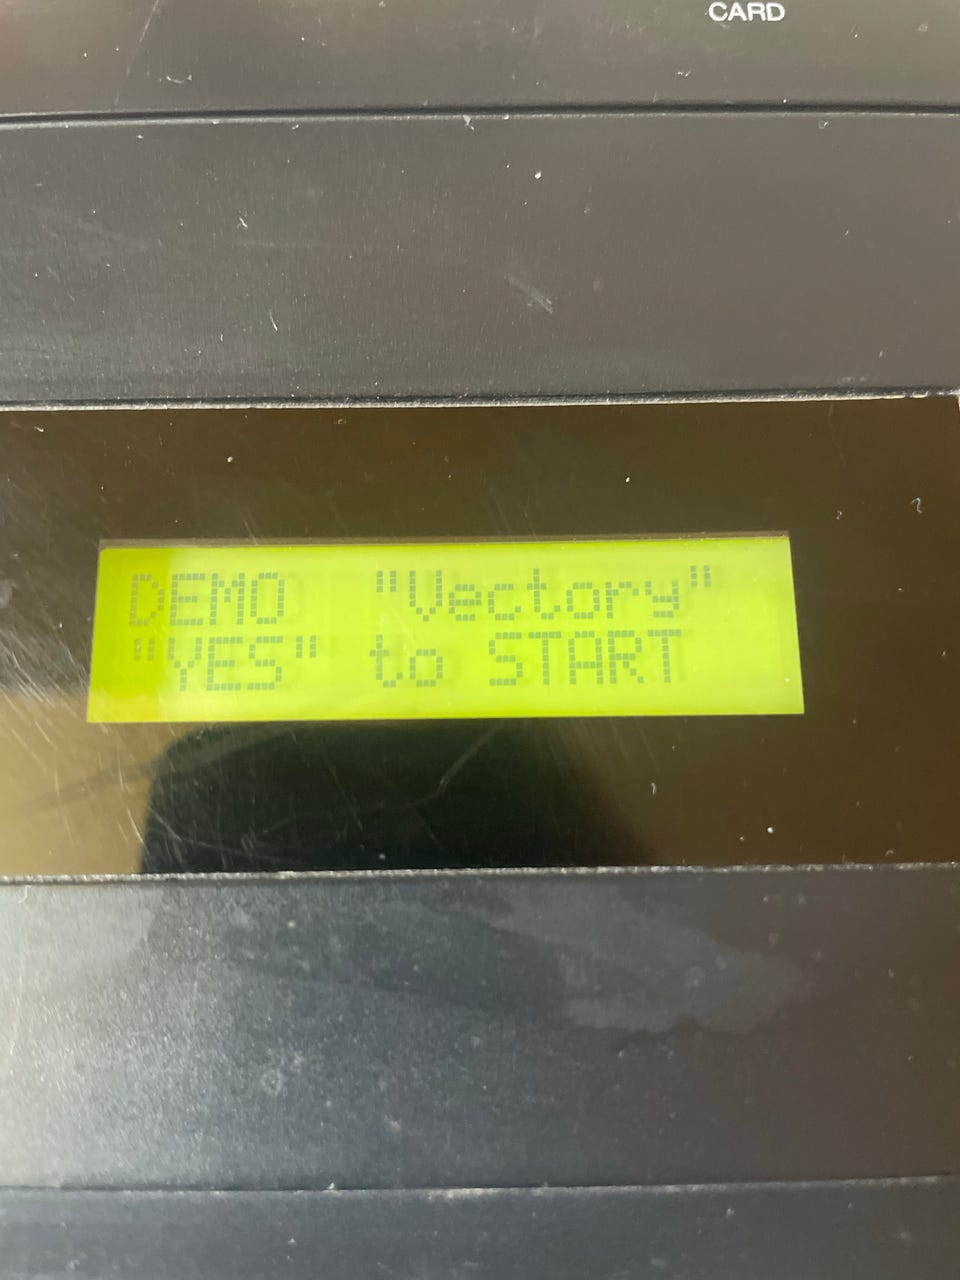 CARD
DEMO "Vectory"
"YES" to START